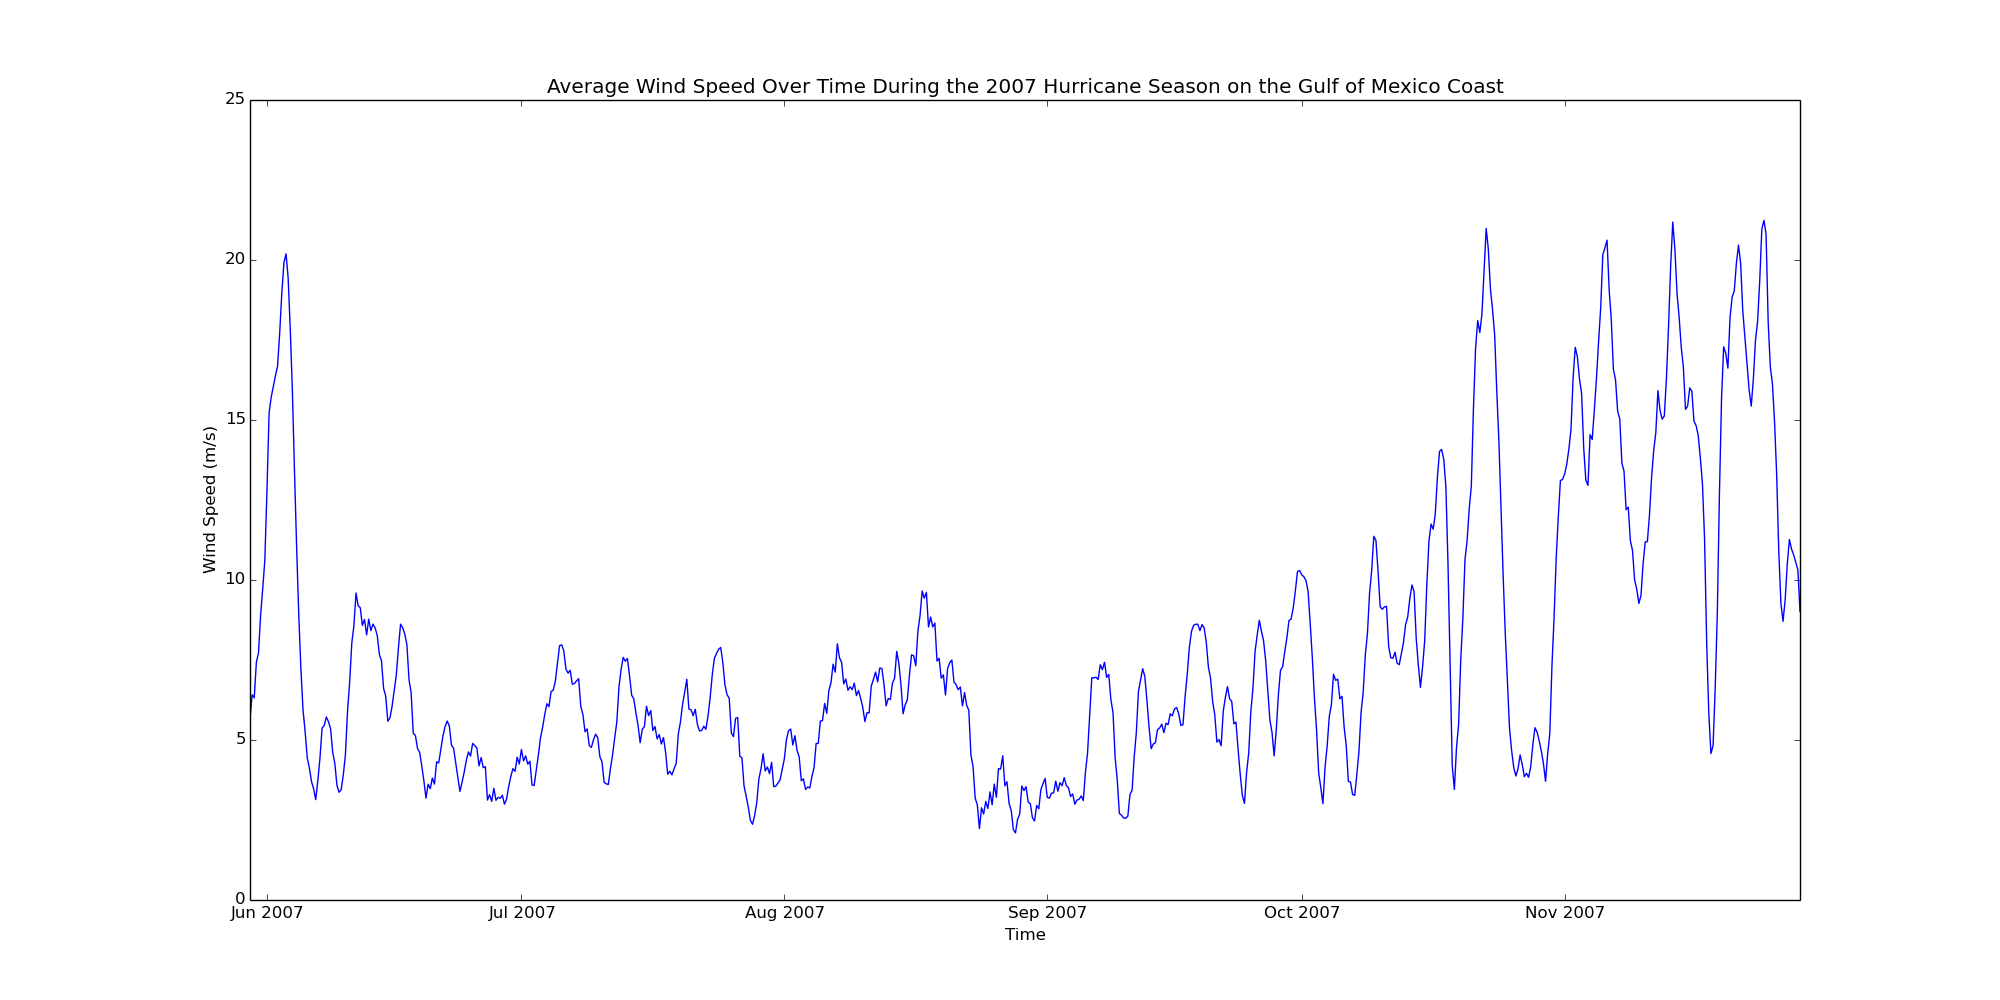 Average Wind Speed Over Time During the 2007 Hurricane Season on the Gulf of Mexico Coast
25
20
15
10
5
0
Wind Speed (m/s)
Jun 2007 Jul 2007 Aug 2007 Sep 2007 Oct 2007 Nov 2007
Time